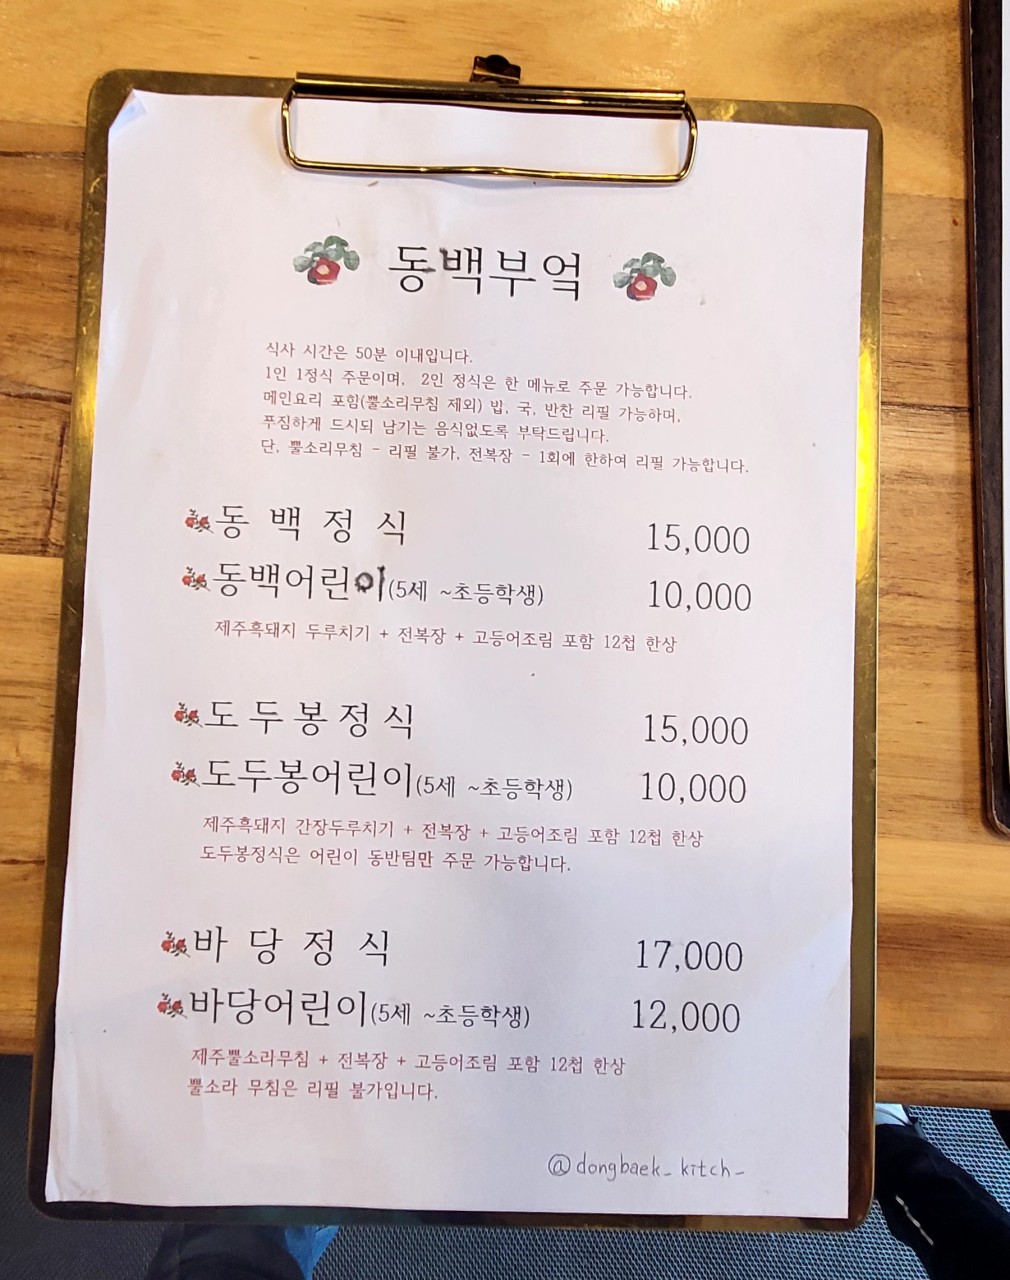 동백부엌
식사 시간은 50분 이내입니다.
1인 1정식 주문이며, 2인 정식은 한 메뉴로 주문 가능합니다.
메인요리 포함(뿔소리무침 제외) 밥, 국, 반찬 리필 가능하며,
푸짐하게 드시되 남기는 음식없도록 부탁드립니다.
단, 뿔소리무침 - 리필 불가, 전복장 - 1회에 한하여 리필 가능합니다.
동 백 정 식 15,000
동백어린이(5세 ~초등학생) 10,000
제주흑돼지 두루치기 + 전복장 + 고등어조림 포함 12첩 한상
도 두 봉 정 식 15,000
도두봉어린이(5세 ~초등학생) 10,000
제주흑돼지 간장두루치기 + 전복장 + 고등어조림 포함 12첩 한상
도두봉정식은 어린이 동반팀만 주문 가능합니다.
바 당 정 식 17,000
바당어린이(5세 ~초등학생) 12,000
제주뿔소라무침 + 전복장 + 고등어조림 포함 12첩 한상
뿔소라 무침은 리필 불가입니다.
@dongbaek_kitch_